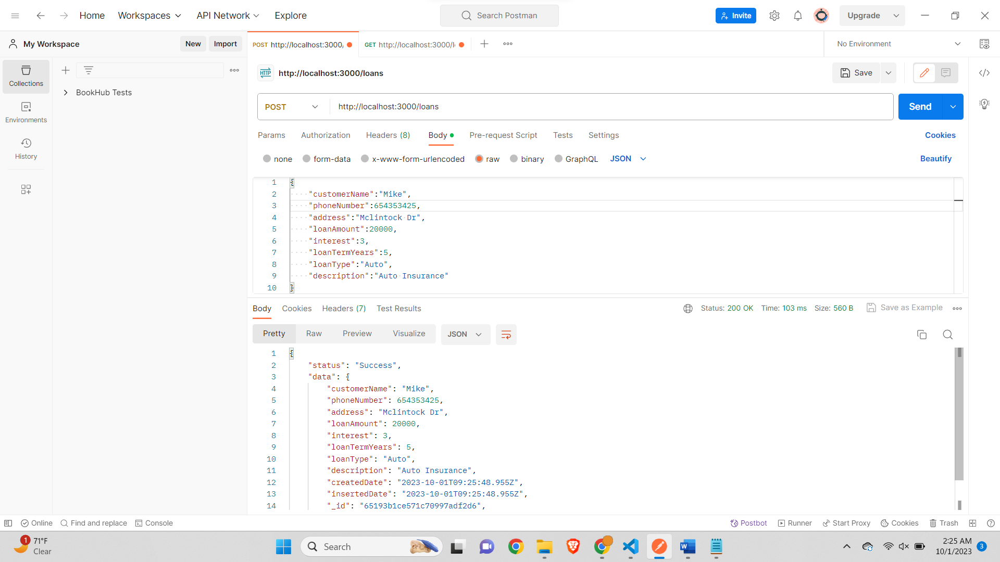 Home Workspaces API Network Explore Search Postman Invite Upgrade
My Workspace New Import POST http://localhost:3000/ GET http://localhost:3000/l No Environment
Collections
BookHub Tests
HTTP http://localhost:3000/loans Save
Environments
History
POST http://localhost:3000/loans Send
Params Authorization Headers (8) Body Pre-request Script Tests Settings Cookies
none form-data x-www-form-urlencoded raw binary GraphQL JSON Beautify
1 {
2 "customerName":"Mike",
3 "phoneNumber":654353425,
4 "address":"Mclintock Dr",
5 "loanAmount":20000,
6 "interest":3,
7 "loanTermYears":5,
8 "loanType":"Auto",
9 "description":"Auto Insurance"
10 }
Body Cookies Headers (7) Test Results Status: 200 OK Time: 103 ms Size: 560 B Save as Example
Pretty Raw Preview Visualize JSON
1 {
2 "status": "Success",
3 "data": {
4 "customerName": "Mike",
5 "phoneNumber": 654353425,
6 "address": "Mclintock Dr",
7 "loanAmount": 20000,
8 "interest": 3,
9 "loanTermYears": 5,
10 "loanType": "Auto",
11 "description": "Auto Insurance",
12 "createdDate": "2023-10-01T09:25:48.955Z",
13 "insertedDate": "2023-10-01T09:25:48.955Z",
14 "_id": "65193b1ce571c70997adf2d6",
Online Find and replace Console Postbot Runner Start Proxy Cookies Trash
1 71°F
Clear
Search
W
2:25 AM
10/1/2023 3